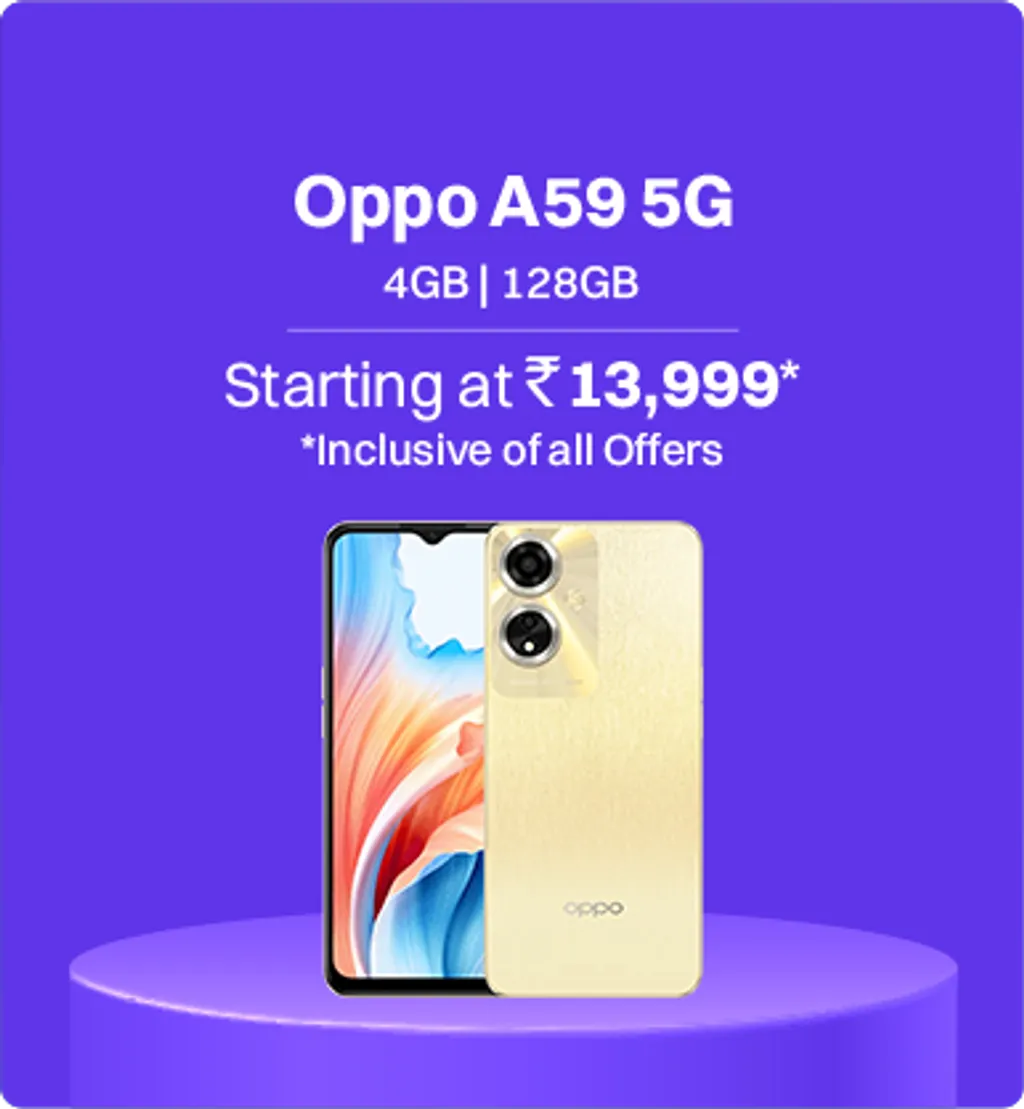 Oppo A59 5G
4GB | 128GB
Starting at ₹ 13,999*
*Inclusive of all Offers
oppo